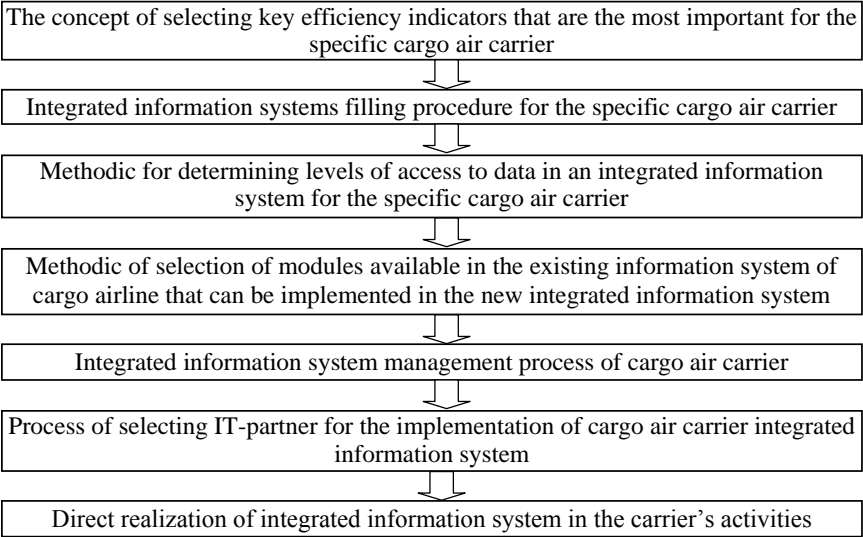 The concept of selecting key efficiency indicators that are the most important for the
specific cargo air carrier
Integrated information systems filling procedure for the specific cargo air carrier
Methodic for determining levels of access to data in an integrated information
system for the specific cargo air carrier
Methodic of selection of modules available in the existing information system of
cargo airline that can be implemented in the new integrated information system
Integrated information system management process of cargo air carrier
Process of selecting IT-partner for the implementation of cargo air carrier integrated
information system
Direct realization of integrated information system in the carrier’s activities